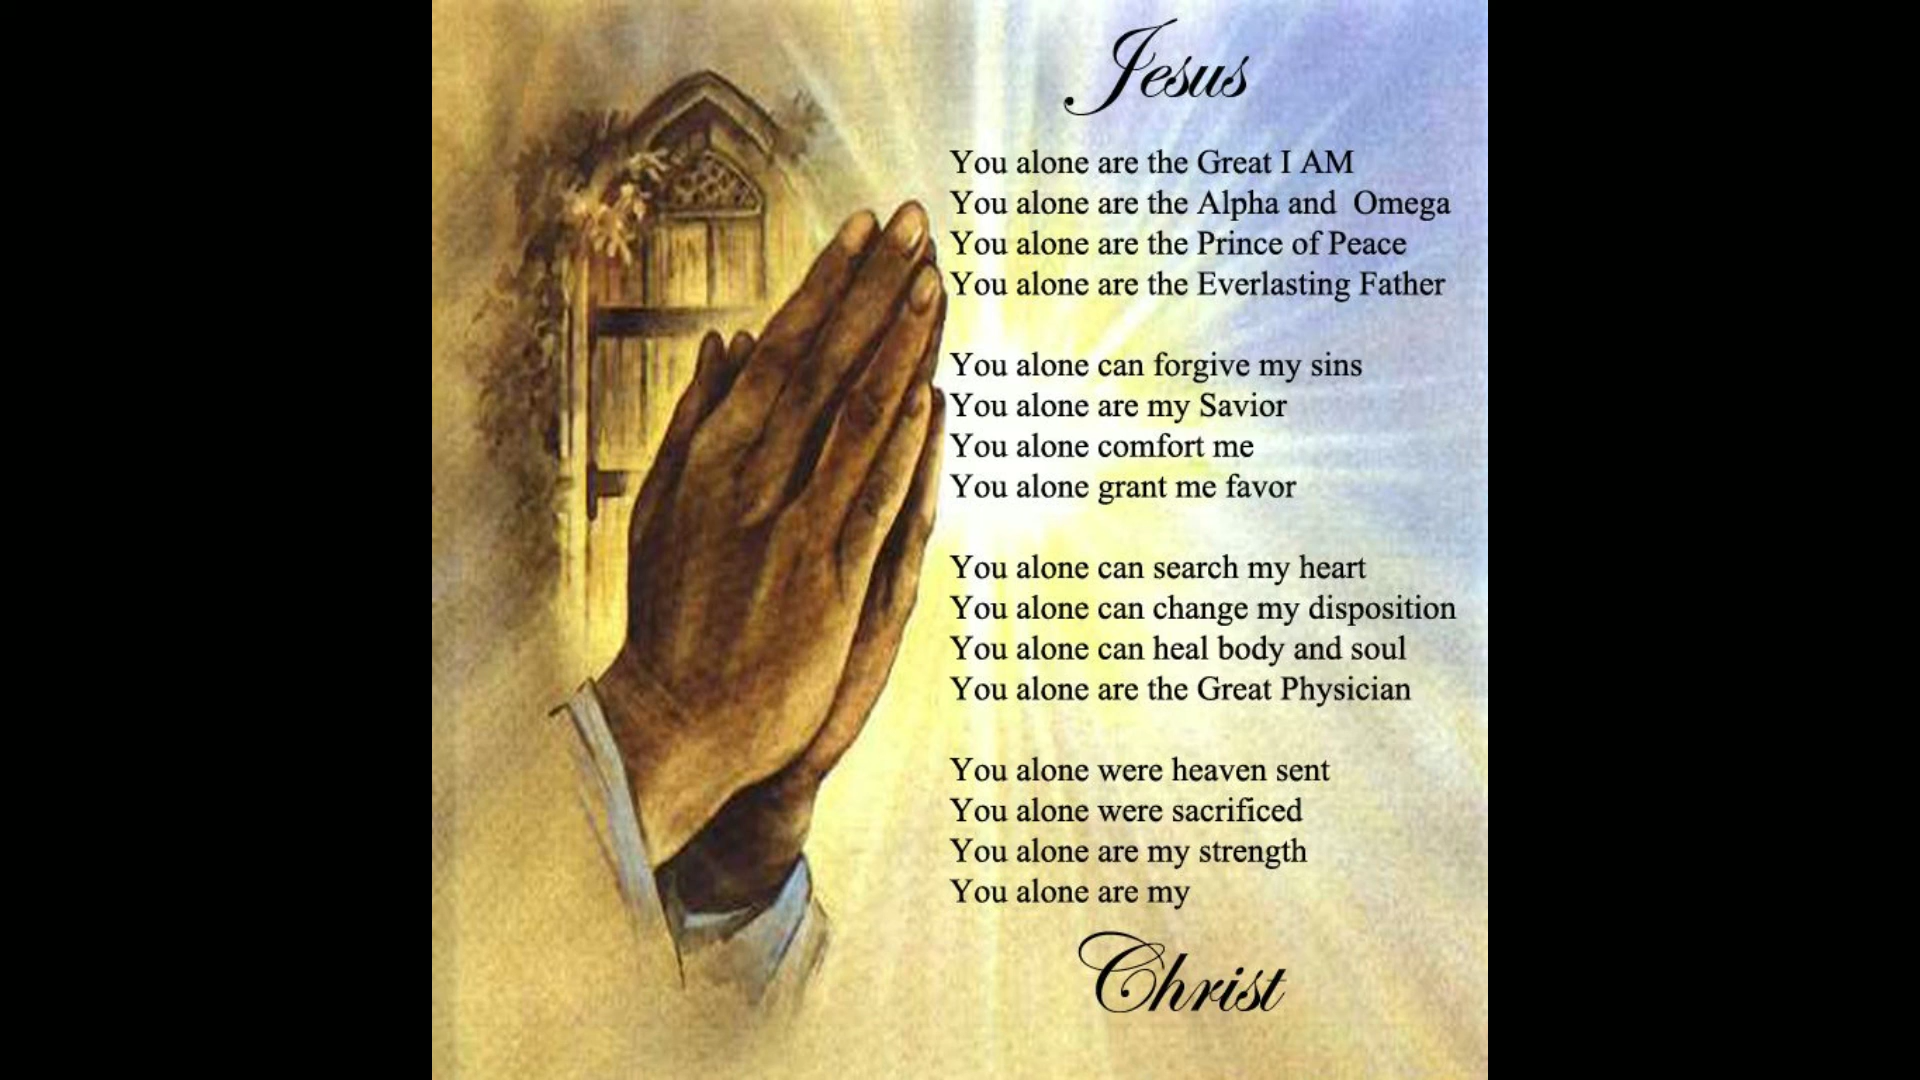 Jesus
You alone are the Great I AM
You alone are the Alpha and  Omega
You alone are the Prince of Peace
You alone are the Everlasting Father
You alone can forgive my sins
You alone are my Savior
You alone comfort me
You alone grant me favor
You alone can search my heart
You alone can change my disposition
You alone can heal body and soul
You alone are the Great Physician
You alone were heaven sent
You alone were sacrificed
You alone are my strength
You alone are my
Christ